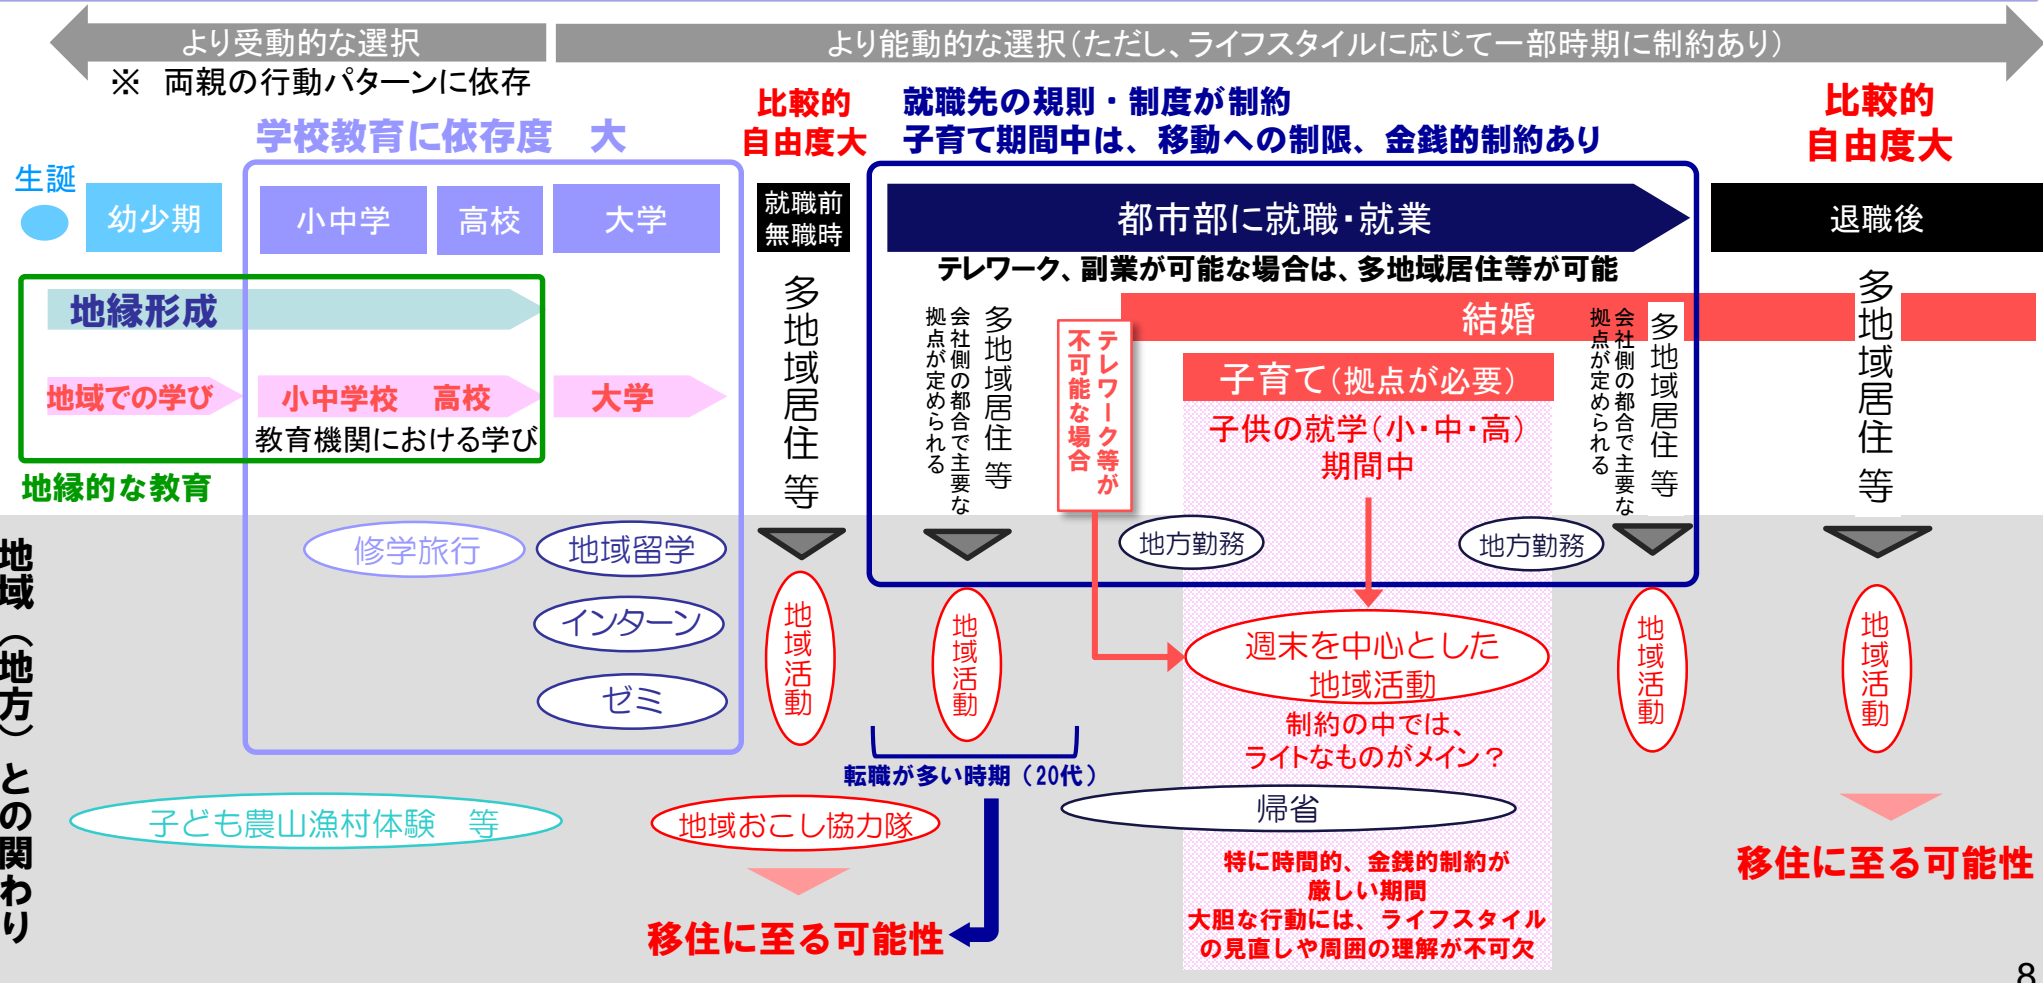 より受動的な選択
より能動的な選択（ただし、ライフスタイルに応じて一部時期に制約あり）
※　両親の行動パターンに依存
学校教育に依存度　大
比較的
自由度大
就職先の規則・制度が制約
子育て期間中は、移動への制限、金銭的制約あり
比較的
自由度大
生誕
幼少期
小中学
高校
大学
就職前
無職時
都市部に就職・就業
退職後
テレワーク、副業が可能な場合は、多地域居住等が可能
地縁形成
地域での学び
小中学校　高校
大学
教育機関における学び
地縁的な教育
多地域居住 等
会社側の都合で主要な
拠点が定められる
多地域居住 等
結婚
テレワーク等が
不可能な場合
子育て（拠点が必要）
子供の就学（小・中・高）
期間中
会社側の都合で主要な
拠点が定められる
多地域居住 等
多地域居住 等
地域（地方）との関わり
修学旅行
地域留学
インターン
ゼミ
地域活動
地域活動
地方勤務
地方勤務
週末を中心とした
地域活動
制約の中では、
ライトなものがメイン？
地域活動
地域活動
転職が多い時期（20代）
子ども農山漁村体験　等
地域おこし協力隊
帰省
移住に至る可能性
特に時間的、金銭的制約が
厳しい期間
大胆な行動には、ライフスタイル
の見直しや周囲の理解が不可欠
移住に至る可能性
8